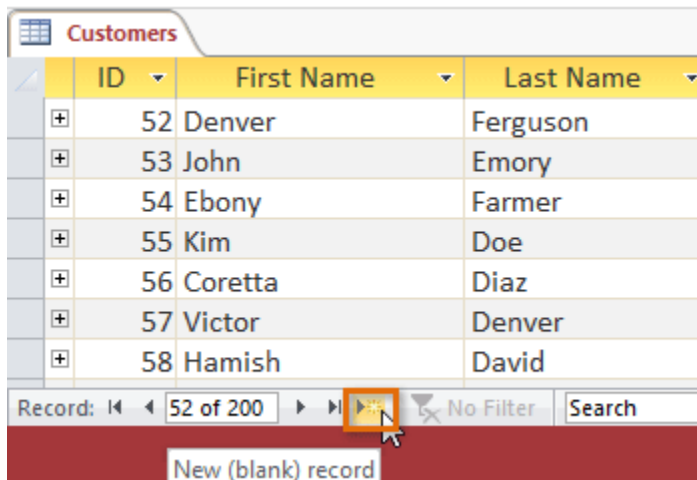 Customers
ID First Name Last Name
52 Denver Ferguson
53 John Emory
54 Ebony Farmer
55 Kim Doe
56 Coretta Diaz
57 Victor Denver
58 Hamish David
Record: 52 of 200 No Filter Search
New (blank) record